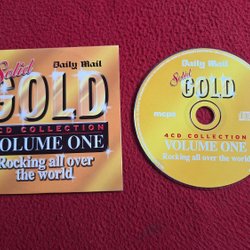 Daily Mail
Solid
GOLD
4CD COLLECTION
VOLUME ONE
Rocking all over
the world
Daily Mail
Solid
GOLD
mcps
4CD COLLECTION
VOLUME ONE
Rocking all over
the world